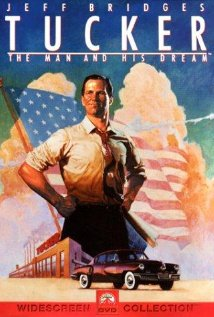 JEFF BRIDGES
TUCKER
THE MAN AND HIS DREAM
WIDESCREEN DVD COLLECTION